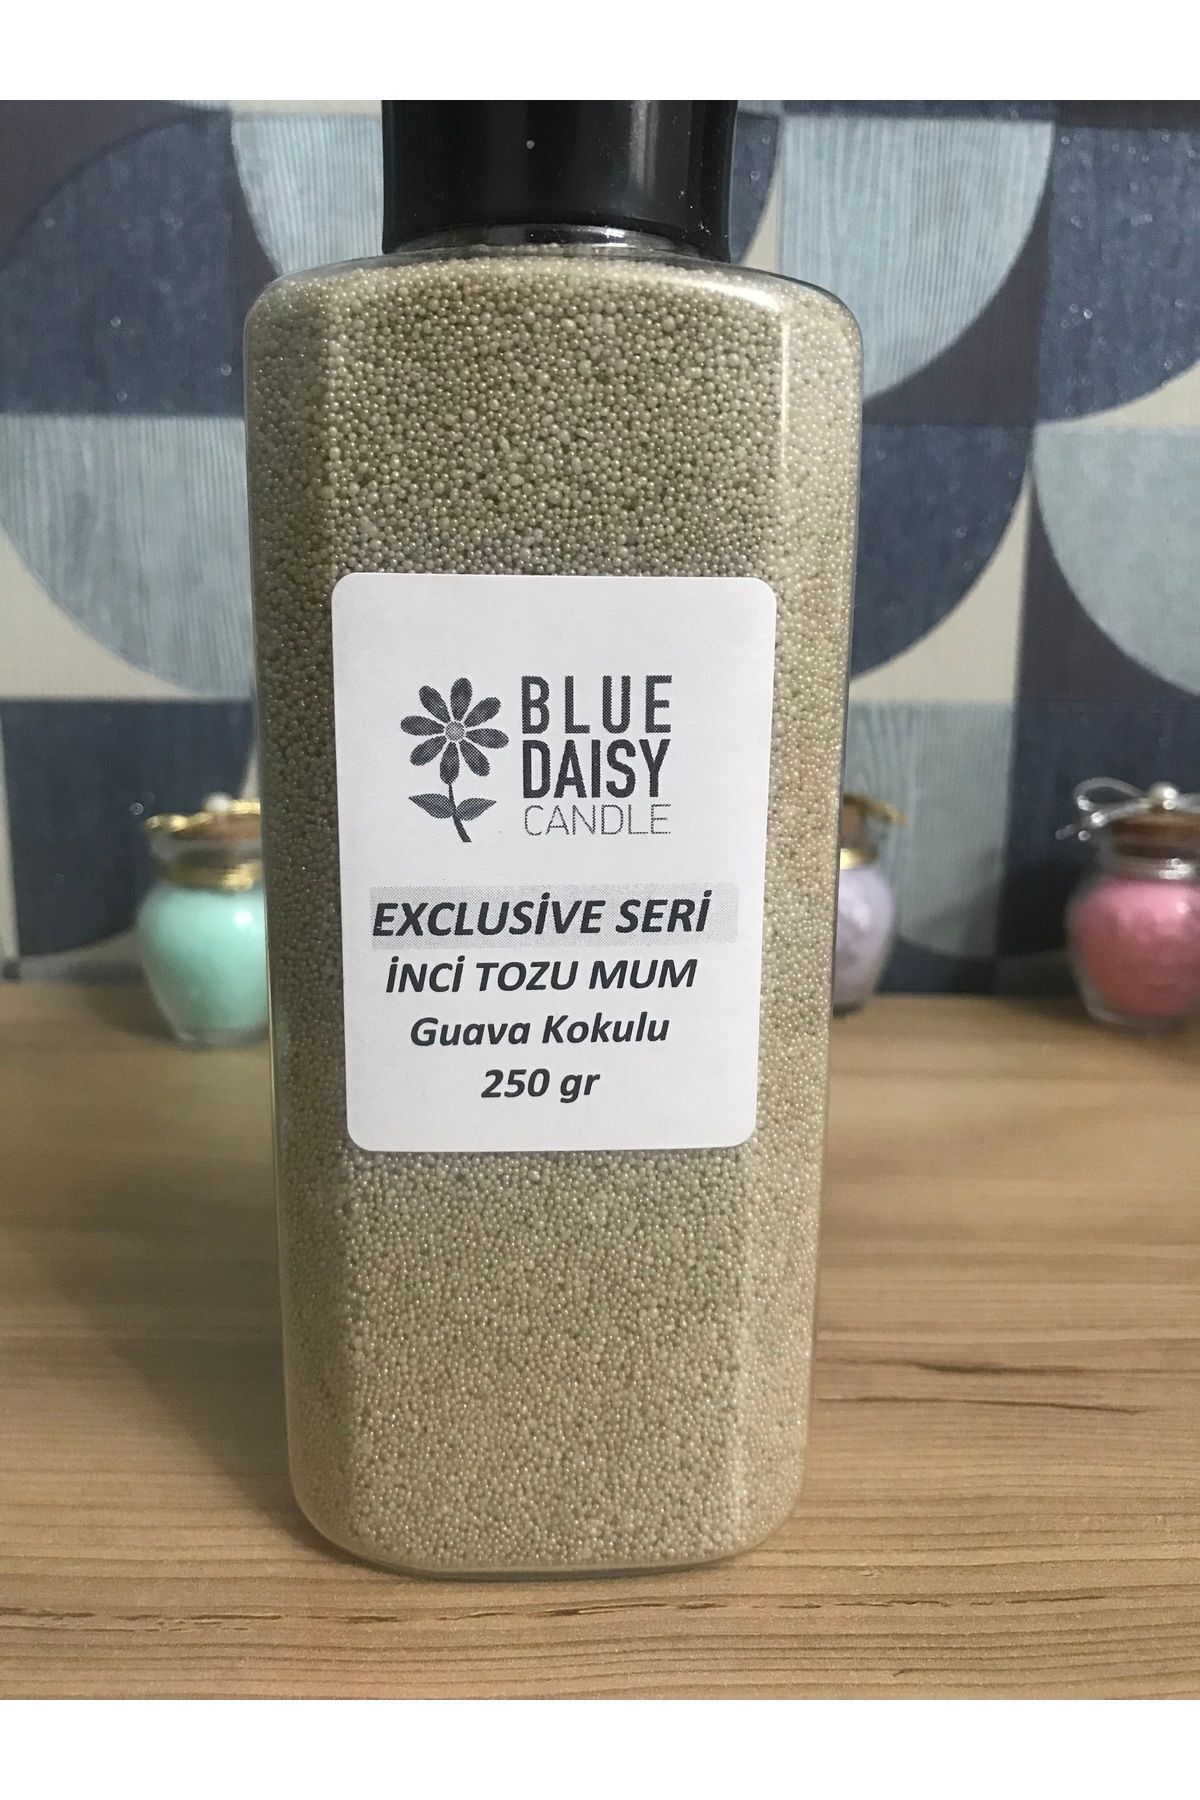 BLUE
DAISY
CANDLE
EXCLUSİVE SERİ
İNCİ TOZU MUM
Guava Kokulu
250 gr